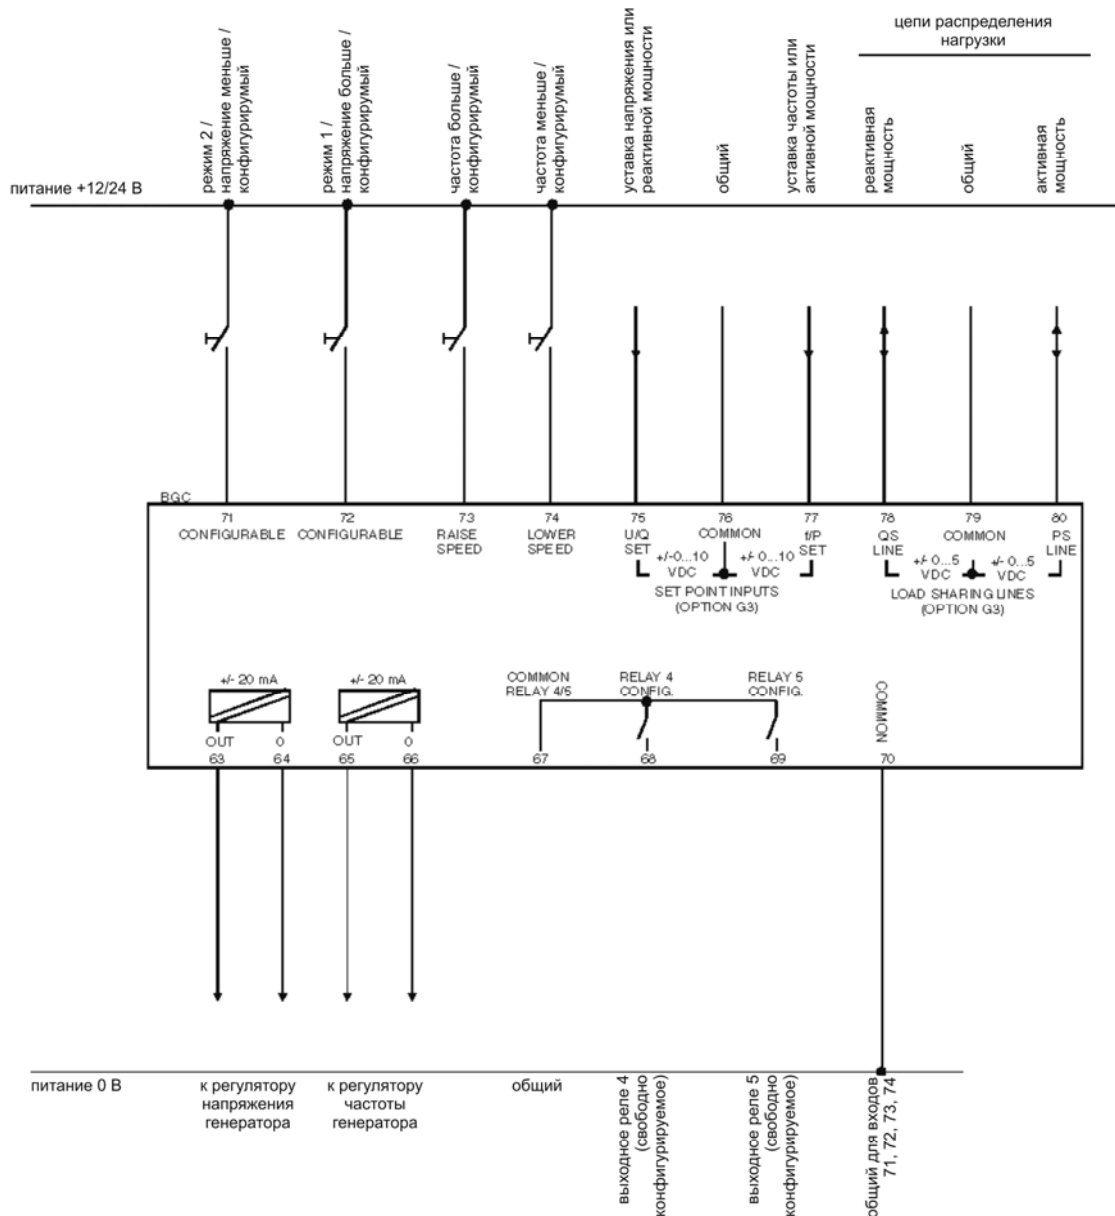 цепи распределения
нагрузки
режим 2 /
напряжение меньше /
конфигурирумый
режим 1 /
напряжение больше /
конфигурирумый
частота больше /
конфигурирумый
частота меньше /
конфигурирумый
уставка напряжения или
реактивной мощности
общий
уставка частоты или
активной мощности
реактивная
мощность
общий
активная
мощность
питание +12/24 В
BGC
71
CONFIGURABLE
72
CONFIGURABLE
73
RAISE
SPEED
74
LOWER
SPEED
75
U/Q
SET
76
COMMON
77
f/P
SET
78
QS
LINE
79
COMMON
80
PS
LINE
+/-0...10
VDC
+/- 0...10
VDC
SET POINT INPUTS
(OPTION G3)
+/- 0...5
VDC
+/- 0...5
VDC
LOAD SHARING LINES
(OPTION G3)
+/- 20 mA
+/- 20 mA
COMMON
RELAY 4/5
RELAY 4
CONFIG.
RELAY 5
CONFIG.
COMMON
OUT
0
OUT
0
63
64
65
66
67
68
69
70
питание 0 В
к регулятору
напряжения
генератора
к регулятору
частоты
генератора
общий
выходное реле 4
(свободно
конфигурируемое)
выходное реле 5
(свободно
конфигурируемое)
общий для входов
71, 72, 73, 74